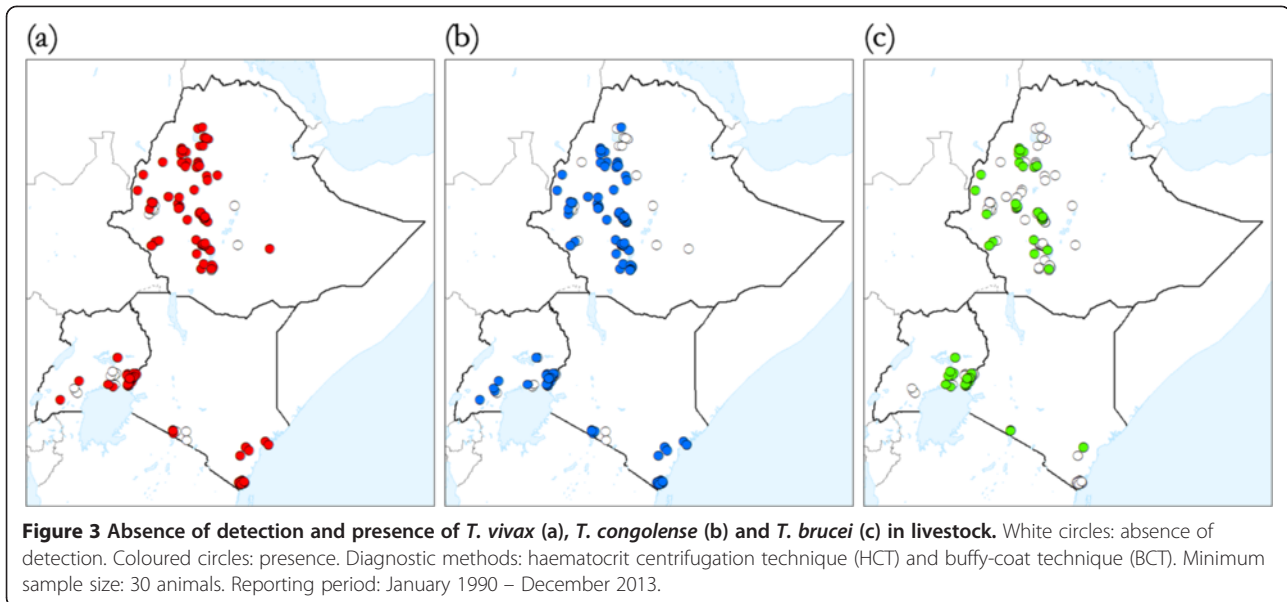 (a) (b) (c)
Figure 3 Absence of detection and presence of T. vivax (a), T. congolense (b) and T. brucei (c) in livestock. White circles: absence of
detection. Coloured circles: presence. Diagnostic methods: haematocrit centrifugation technique (HCT) and buffy-coat technique (BCT). Minimum
sample size: 30 animals. Reporting period: January 1990 – December 2013.